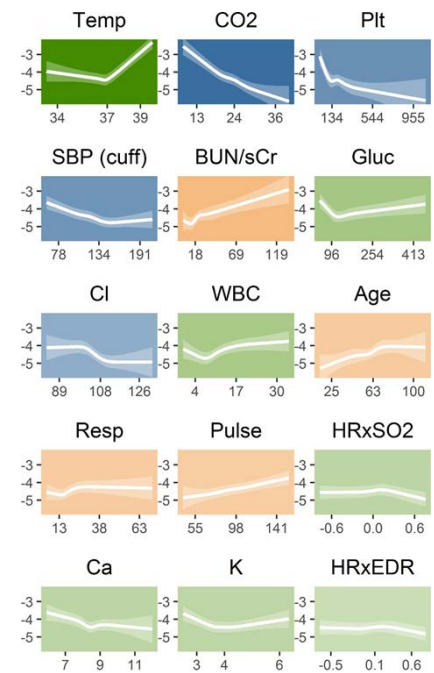 Temp CO2 Plt
-3 -3 -3
-4 -4 -4
-5 -5 -5
34 37 39 13 24 36 134 544 955
SBP (cuff) BUN/sCr Gluc
-3 -3 -3
-4 -4 -4
-5 -5 -5
78 134 191 18 69 119 96 254 413
Cl WBC Age
-3 -3 -3
-4 -4 -4
-5 -5 -5
89 108 126 4 17 30 25 63 100
Resp Pulse HRxSO2
-3 -3 -3
-4 -4 -4
-5 -5 -5
13 38 63 55 98 141 -0.6 0.0 0.6
Ca K HRxEDR
-3 -3 -3
-4 -4 -4
-5 -5 -5
7 9 11 3 4 6 -0.5 0.1 0.6